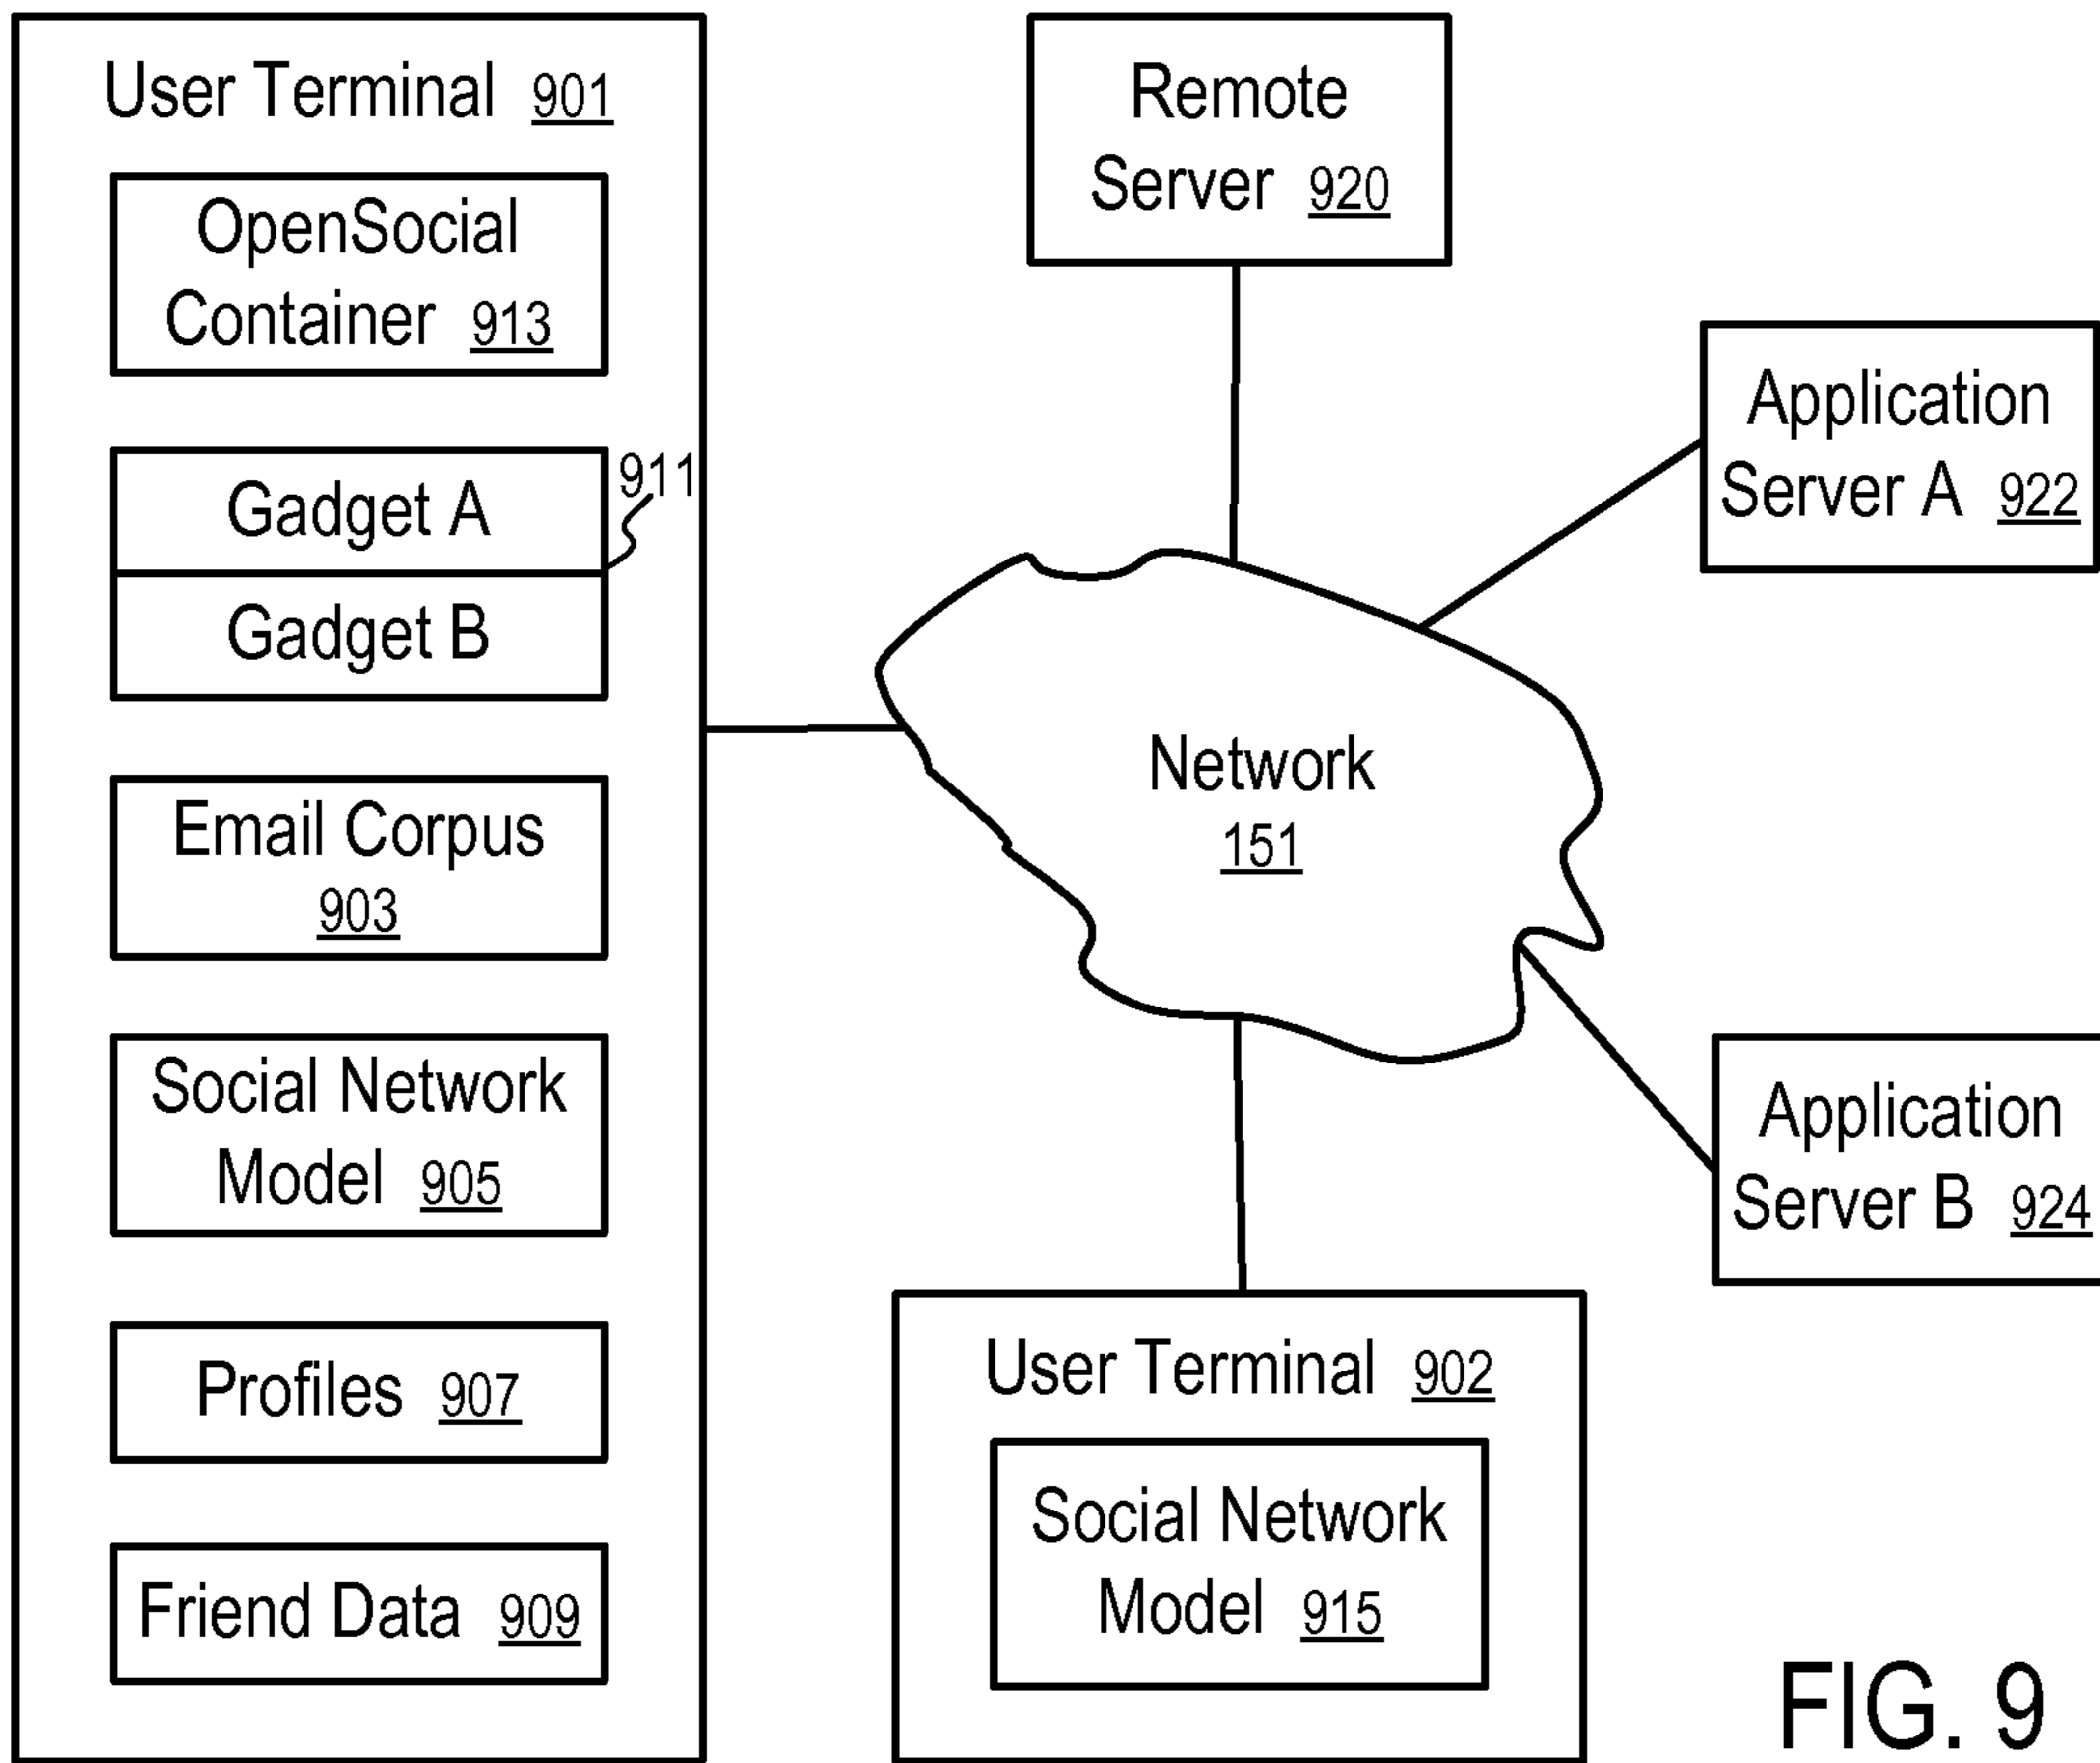 User Terminal 901
OpenSocial
Container 913
911
Gadget A
Gadget B
Email Corpus
903
Social Network
Model 905
Profiles 907
Friend Data 909
Remote
Server 920
Application
Server A 922
Network
151
Application
Server B 924
User Terminal 902
Social Network
Model 915
FIG. 9